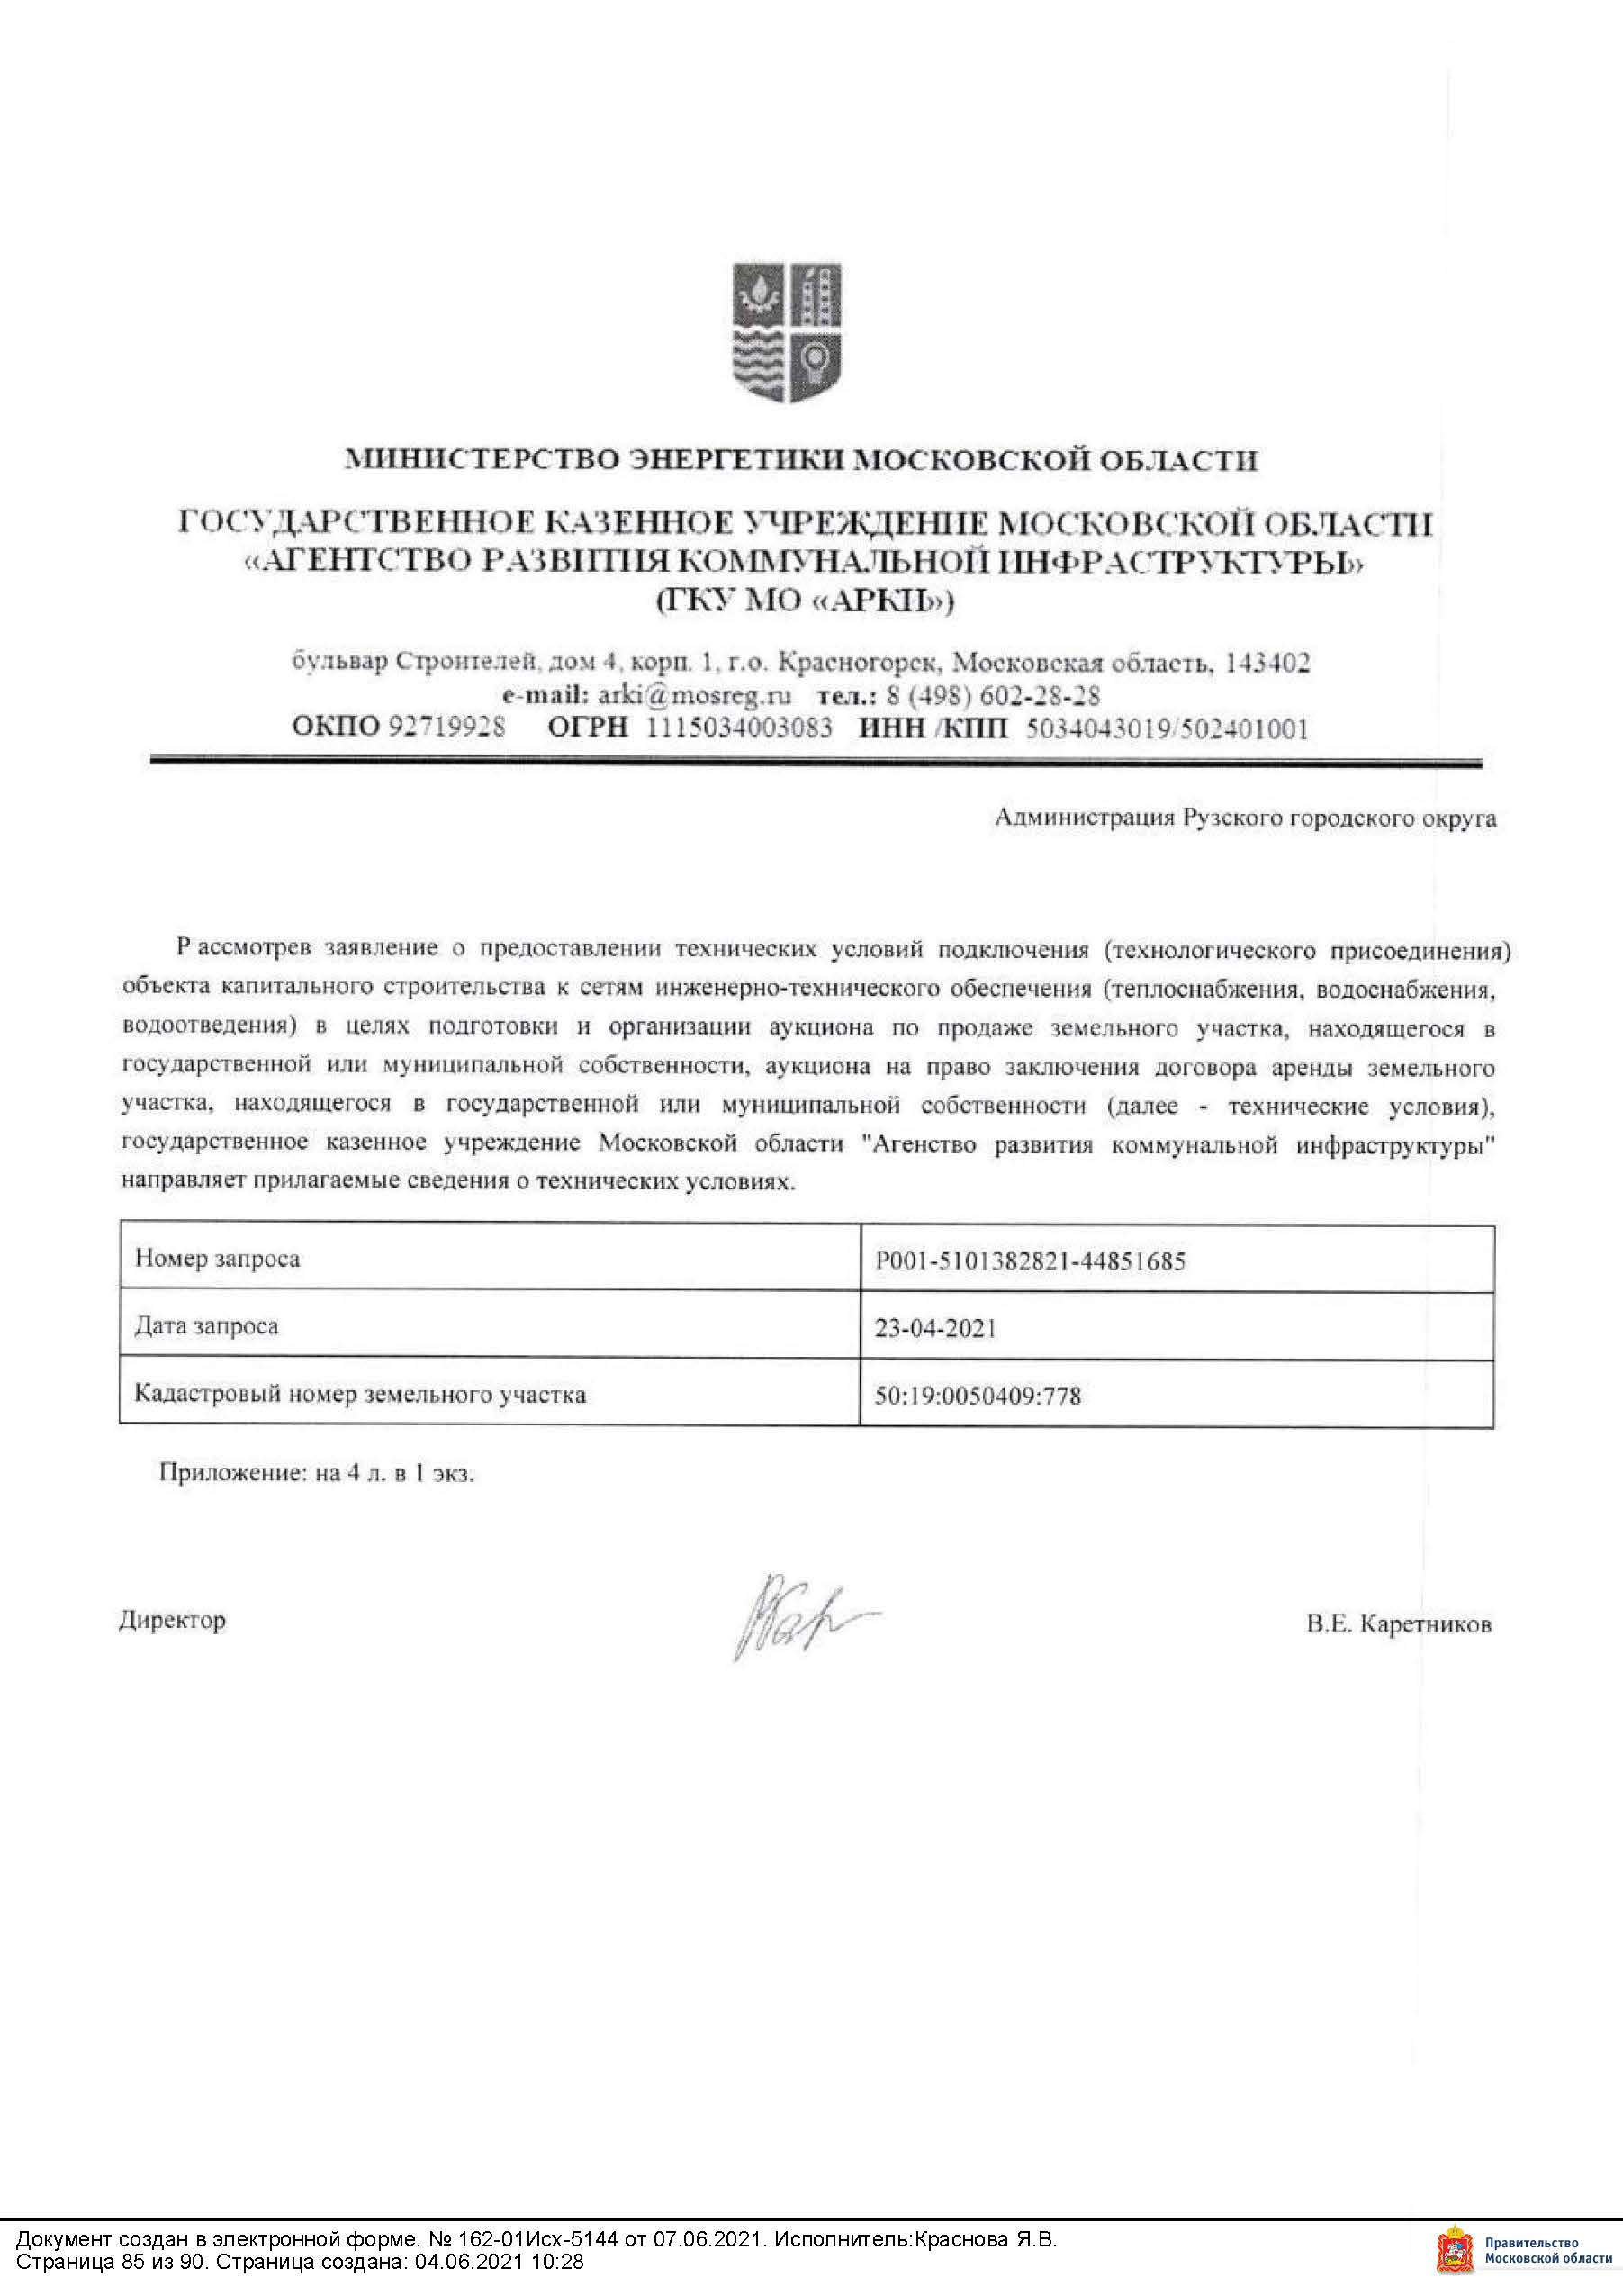 МИНИСТЕРСТВО ЭНЕРГЕТИКИ МОСКОВСКОЙ ОБЛАСТИ
ГОСУДАРСТВЕННОЕ КАЗЕННОЕ УЧРЕЖДЕНИЕ МОСКОВСКОЙ ОБЛАСТИ
«АГЕНТСТВО РАЗВИТИЯ КОММУНАЛЬНОЙ ИНФРАСТРУКТУРЫ»
(ГКУ МО «АРКИ»)
бульвар Строителей, дом 4, корп. 1, г.о. Красногорск, Московская область, 143402
e-mail: arki@mosreg.ru тел.: 8 (498) 602-28-28
ОКПО 92719928 ОГРН 1115034003083 ИНН /КПП 5034043019/502401001
Администрация Рузского городского округа
Р ассмотрев заявление о предоставлении технических условий подключения (технологического присоединения)
объекта капитального строительства к сетям инженерно-технического обеспечения (теплоснабжения, водоснабжения,
водоотведения) в целях подготовки и организации аукциона по продаже земельного участка, находящегося в
государственной или муниципальной собственности, аукциона на право заключения договора аренды земельного
участка, находящегося в государственной или муниципальной собственности (далее - технические условия),
государственное казенное учреждение Московской области "Агенство развития коммунальной инфраструктуры"
направляет прилагаемые сведения о технических условиях.
Номер запроса P001-5101382821-44851685
Дата запроса 23-04-2021
Кадастровый номер земельного участка 50:19:0050409:778
Приложение: на 4 л. в 1 экз.
Директор В.Е. Каретников
Документ создан в электронной форме. № 162-01Исх-5144 от 07.06.2021. Исполнитель:Краснова Я.В.
Страница 85 из 90. Страница создана: 04.06.2021 10:28
Правительство
Московской области